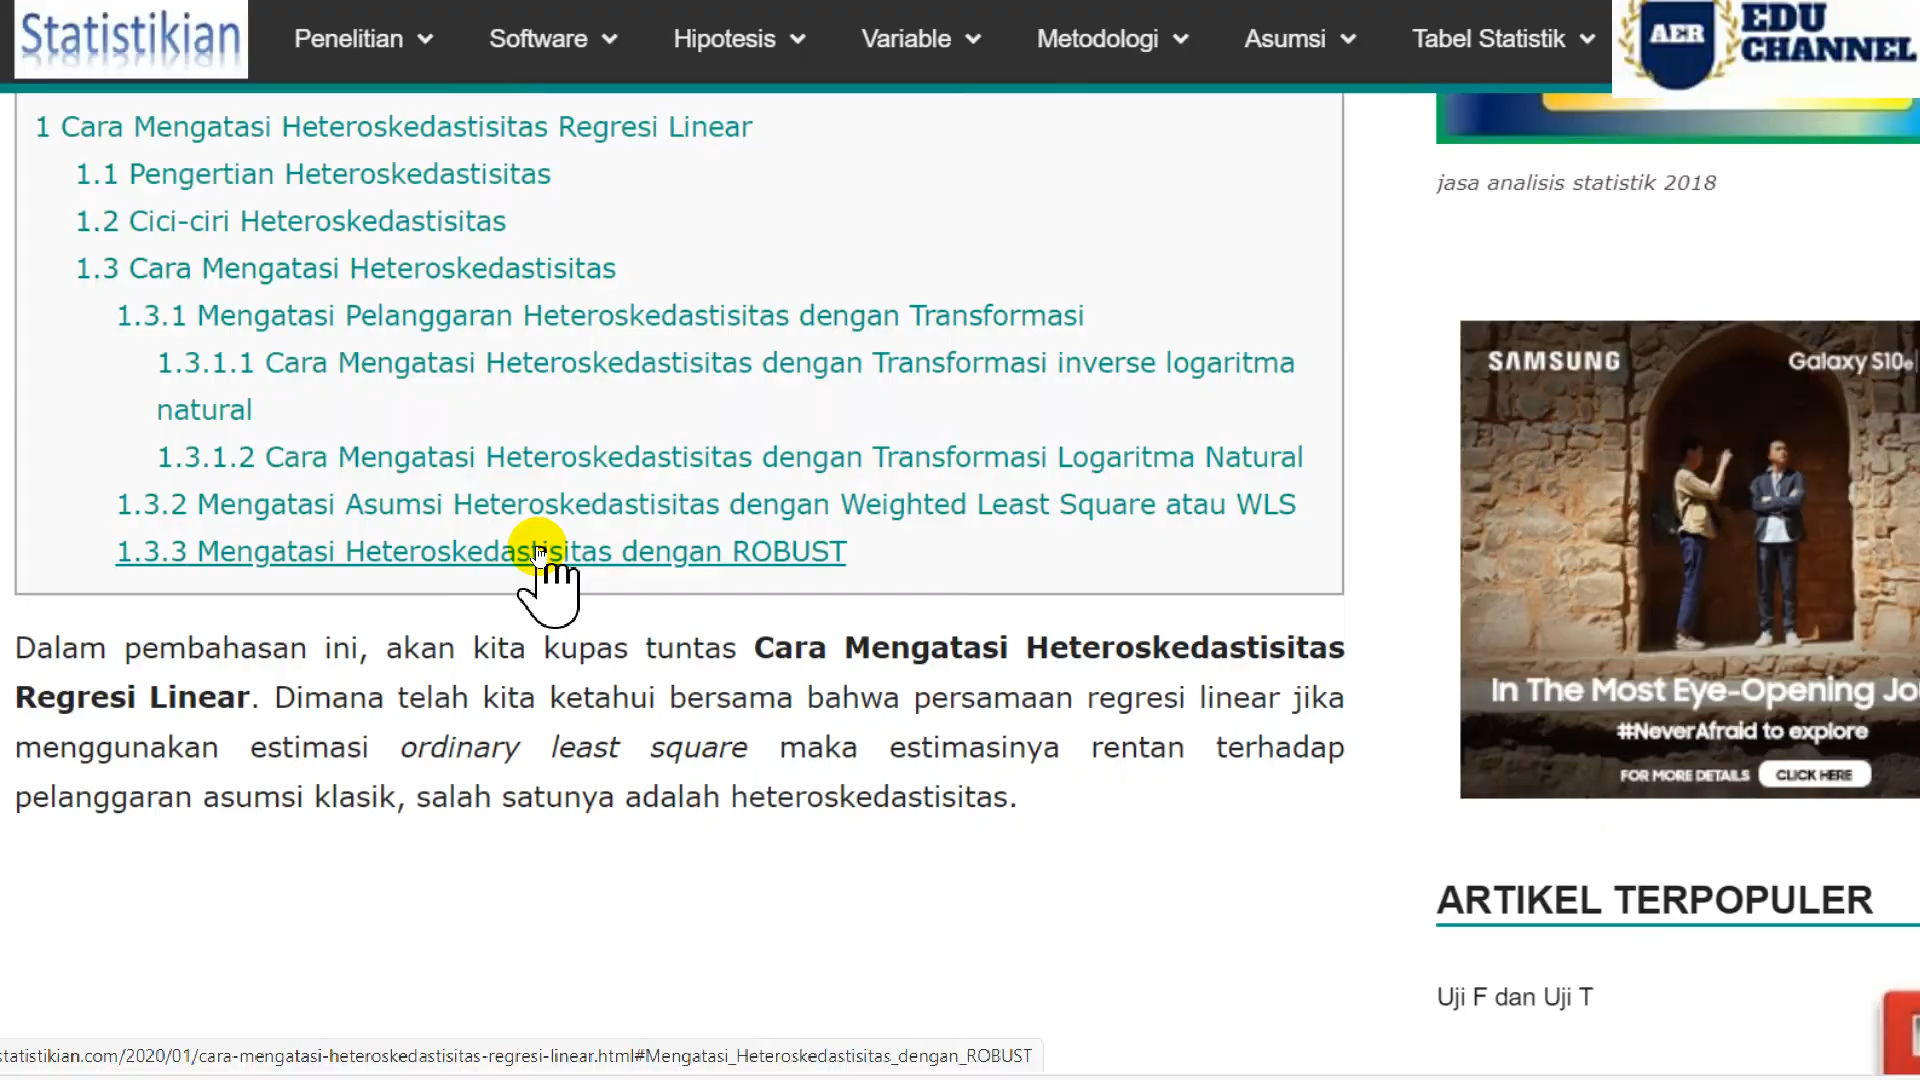 Statistikian
Penelitian
Software
Hipotesis
Variable
Metodologi
Asumsi
Tabel Statistik
AER
EDU
CHANNEL
1 Cara Mengatasi Heteroskedastisitas Regresi Linear
1.1 Pengertian Heteroskedastisitas
1.2 Cici-ciri Heteroskedastisitas
1.3 Cara Mengatasi Heteroskedastisitas
1.3.1 Mengatasi Pelanggaran Heteroskedastisitas dengan Transformasi
1.3.1.1 Cara Mengatasi Heteroskedastisitas dengan Transformasi inverse logaritma
natural
1.3.1.2 Cara Mengatasi Heteroskedastisitas dengan Transformasi Logaritma Natural
1.3.2 Mengatasi Asumsi Heteroskedastisitas dengan Weighted Least Square atau WLS
1.3.3 Mengatasi Heteroskedastisitas dengan ROBUST
Dalam pembahasan ini, akan kita kupas tuntas Cara Mengatasi Heteroskedastisitas
Regresi Linear. Dimana telah kita ketahui bersama bahwa persamaan regresi linear jika
menggunakan estimasi ordinary least square maka estimasinya rentan terhadap
pelanggaran asumsi klasik, salah satunya adalah heteroskedastisitas.
jasa analisis statistik 2018
SAMSUNG
Galaxy S10e
In The Most Eye-Opening
#NeverAfraid to explore
FOR MORE DETAILS CLICK HERE
ARTIKEL TERPOPULER
Uji F dan Uji T
statistikian.com/2020/01/cara-mengatasi-heteroskedastisitas-regresi-linear.html#Mengatasi_Heteroskedastisitas_dengan_ROBUST